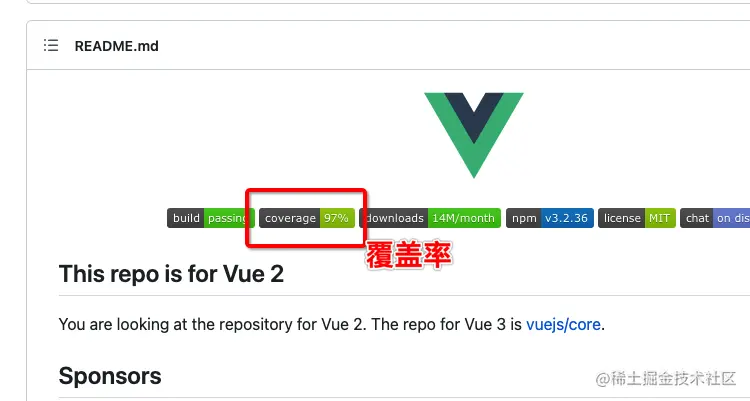 README.md
build passing coverage 97% downloads 14M/month npm v3.2.36 license MIT chat on dis
覆盖率
This repo is for Vue 2
You are looking at the repository for Vue 2. The repo for Vue 3 is vuejs/core.
Sponsors
@稀土掘金技术社区